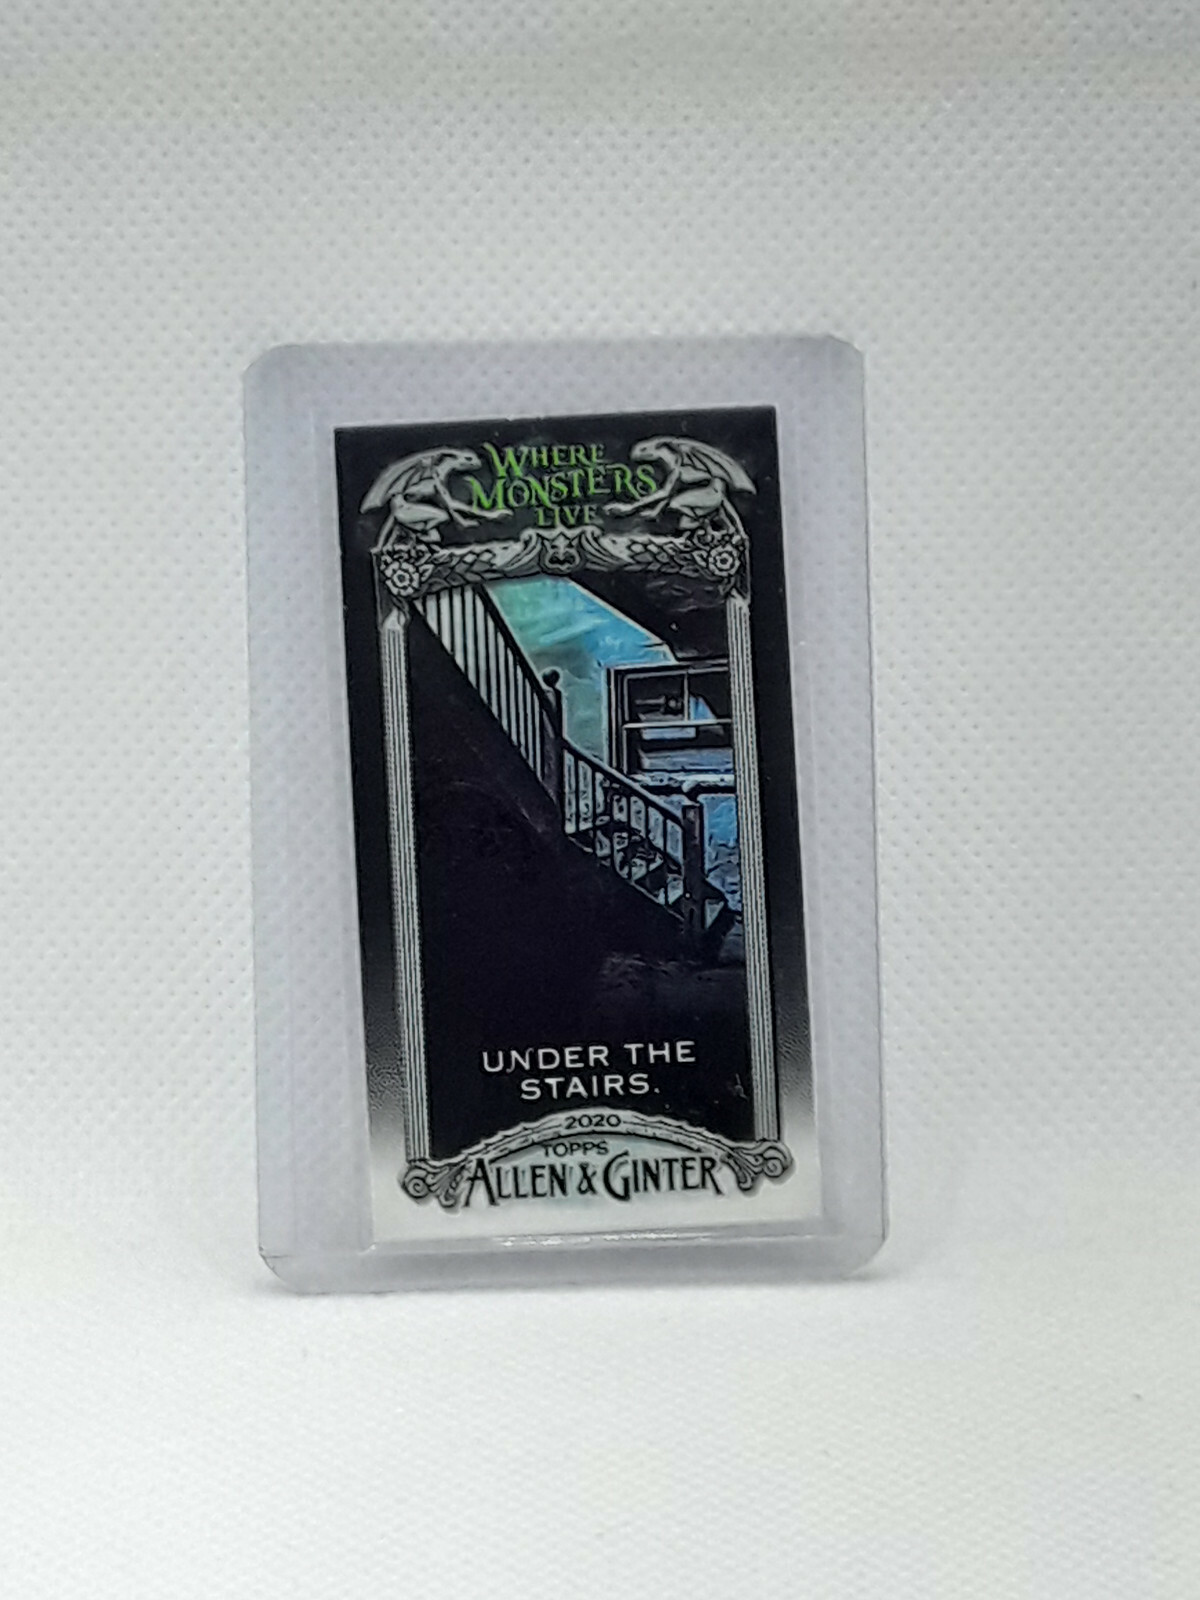 WHERE
MONSTERS
LIVE
UNDER THE
STAIRS.
2020
TOPPS
ALLEN & GINTER